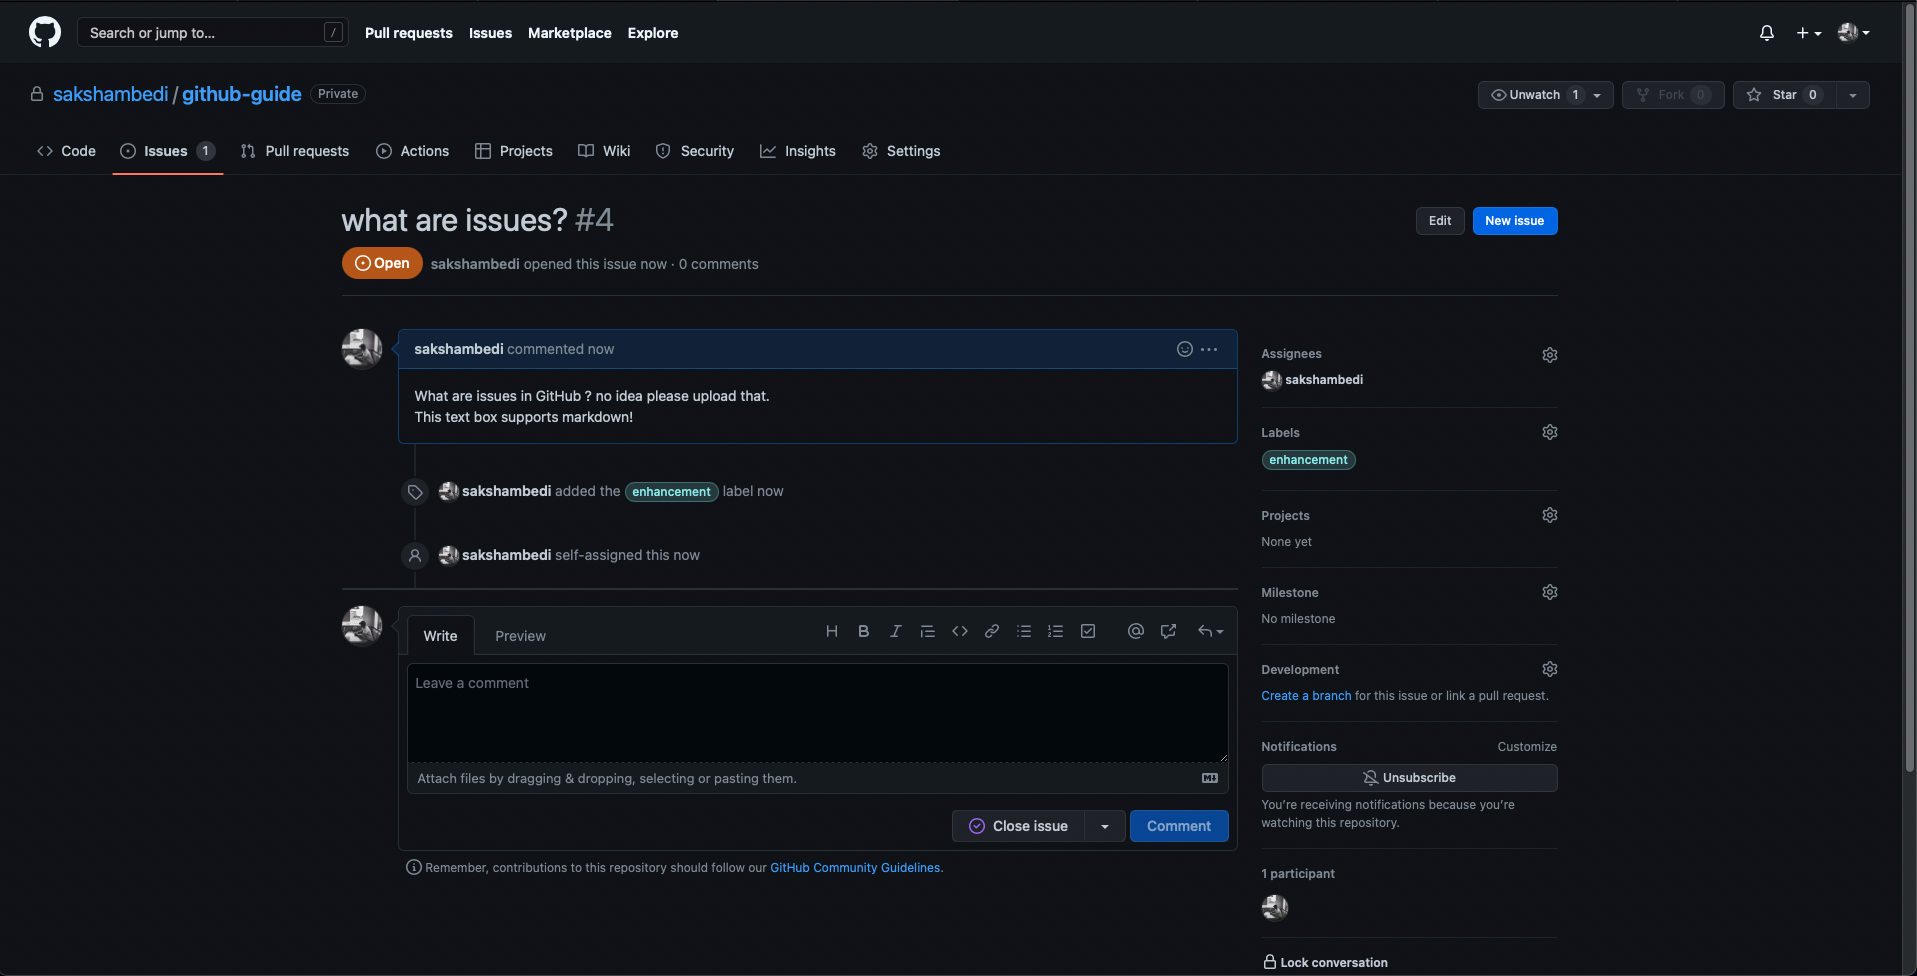 Search or jump to... /
Pull requests Issues Marketplace Explore
sakshambedi / github-guide Private
Unwatch 1 Fork 0 Star 0
Code Issues 1 Pull requests Actions Projects Wiki Security Insights Settings
what are issues? #4
Edit New issue
Open sakshambedi opened this issue now · 0 comments
sakshambedi commented now
What are issues in GitHub ? no idea please upload that.
This text box supports markdown!
sakshambedi added the enhancement label now
sakshambedi self-assigned this now
Write Preview
Leave a comment
Attach files by dragging & dropping, selecting or pasting them.
Close issue Comment
Remember, contributions to this repository should follow our GitHub Community Guidelines.
Assignees
sakshambedi
Labels
enhancement
Projects
None yet
Milestone
No milestone
Development
Create a branch for this issue or link a pull request.
Notifications Customize
Unsubscribe
You're receiving notifications because you're
watching this repository.
1 participant
Lock conversation